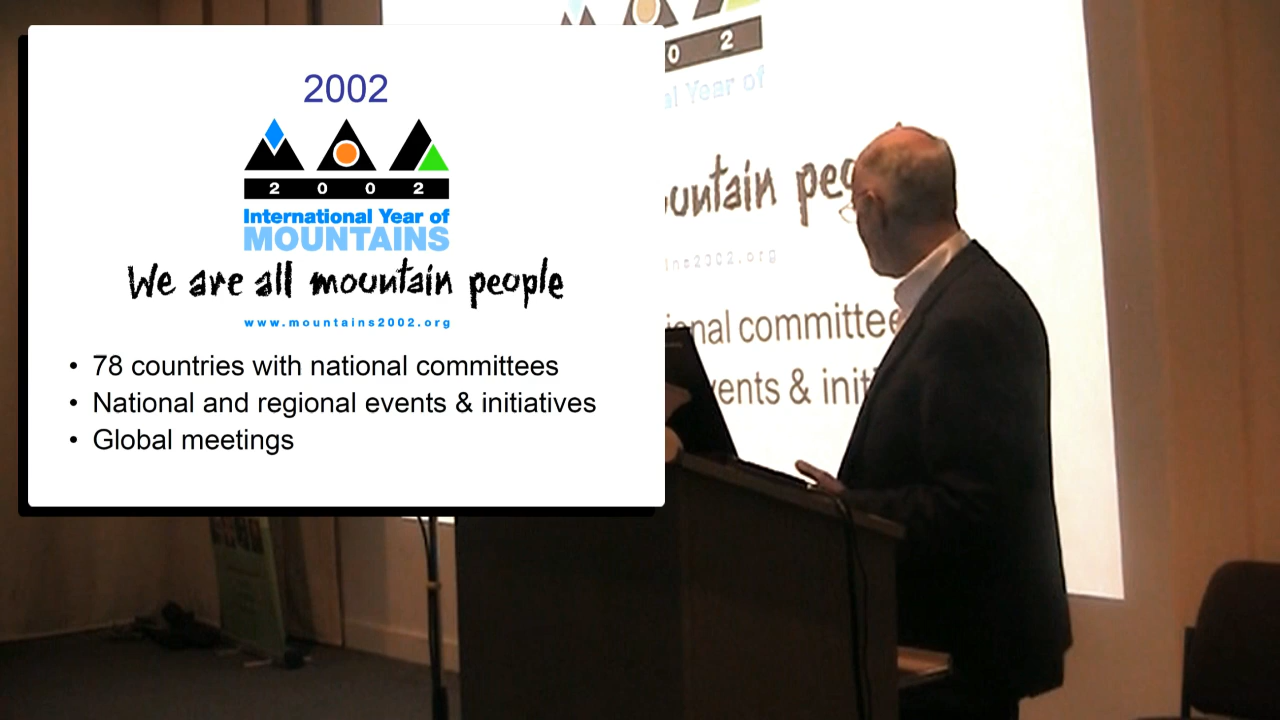 2002
2 0 0 2
International Year of
MOUNTAINS
We are all mountain people
www.mountains2002.org
• 78 countries with national committees
• National and regional events & initiatives
• Global meetings
0 2
al Year of
ountain peo
ins2002.org
onal committee
vents & initi